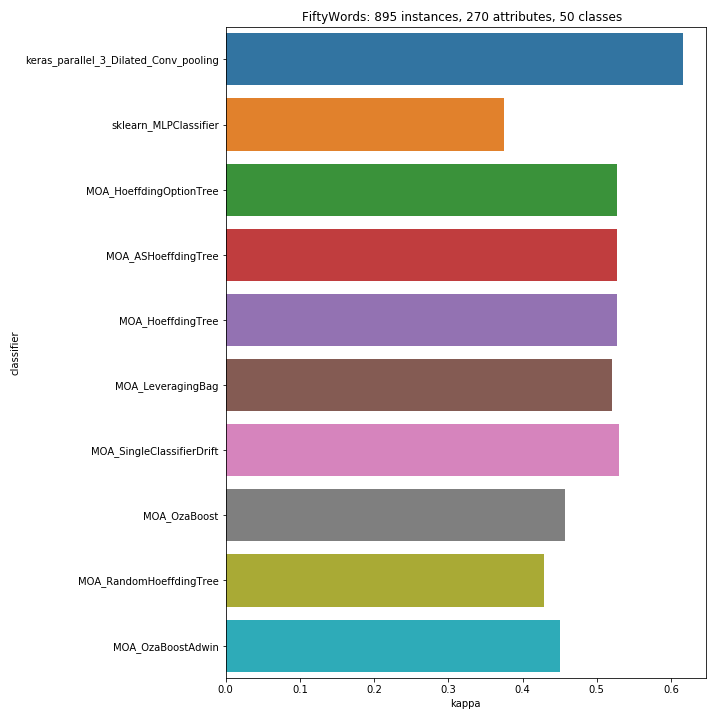 FiftyWords: 895 instances, 270 attributes, 50 classes
classifier
keras_parallel_3_Dilated_Conv_pooling
sklearn_MLPClassifier
MOA_HoeffdingOptionTree
MOA_ASHoeffdingTree
MOA_HoeffdingTree
MOA_LeveragingBag
MOA_SingleClassifierDrift
MOA_OzaBoost
MOA_RandomHoeffdingTree
MOA_OzaBoostAdwin
0.0 0.1 0.2 0.3 0.4 0.5 0.6
kappa